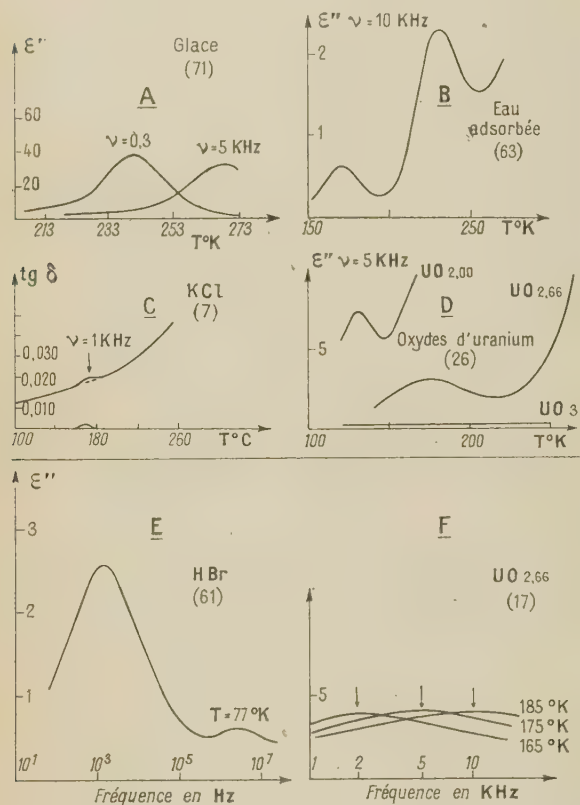 ε"
Glace
(71)
A
60
40
20
ν=0,3
ν=5 KHz
213
233
253
273
T°K
ε" ν=10 KHz
2
1
B
Eau
adsorbée
(63)
150
200
250
T°K
tg δ
C
KCl
(7)
ν=1KHz
0,030
0,020
0,010
100
180
260
T°C
ε" ν=5 KHz
UO 2,00
UO 2,66
D
Oxydes d'uranium
(26)
5
UO 3
100
200
T°K
ε"
E
3
HBr
(61)
2
1
T=77°K
10¹
10³
10⁵
10⁷
Fréquence en Hz
F
UO 2,66
(17)
5
185 °K
175 °K
165 °K
1
2
5
10
Fréquence en KHz